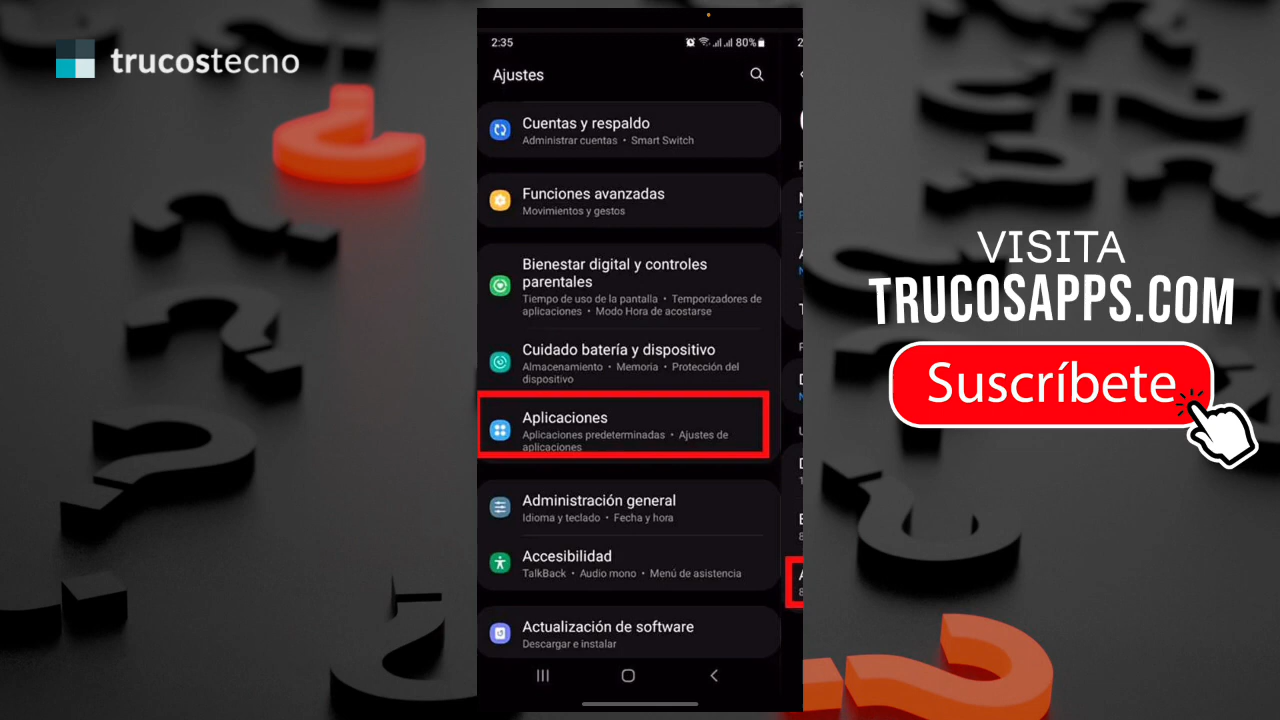 trucostecno
2:35
80%
Ajustes
Cuentas y respaldo
Administrar cuentas • Smart Switch
Funciones avanzadas
Movimientos y gestos
Bienestar digital y controles
parentales
Tiempo de uso de la pantalla • Temporizadores de
aplicaciones • Modo Hora de acostarse
Cuidado batería y dispositivo
Almacenamiento • Memoria • Protección del
dispositivo
Aplicaciones
Aplicaciones predeterminadas • Ajustes de
aplicaciones
Administración general
Idioma y teclado • Fecha y hora
Accesibilidad
TalkBack • Audio mono • Menú de asistencia
Actualización de software
Descargar e instalar
VISITA
TRUCOSAPPS.COM
Suscríbete